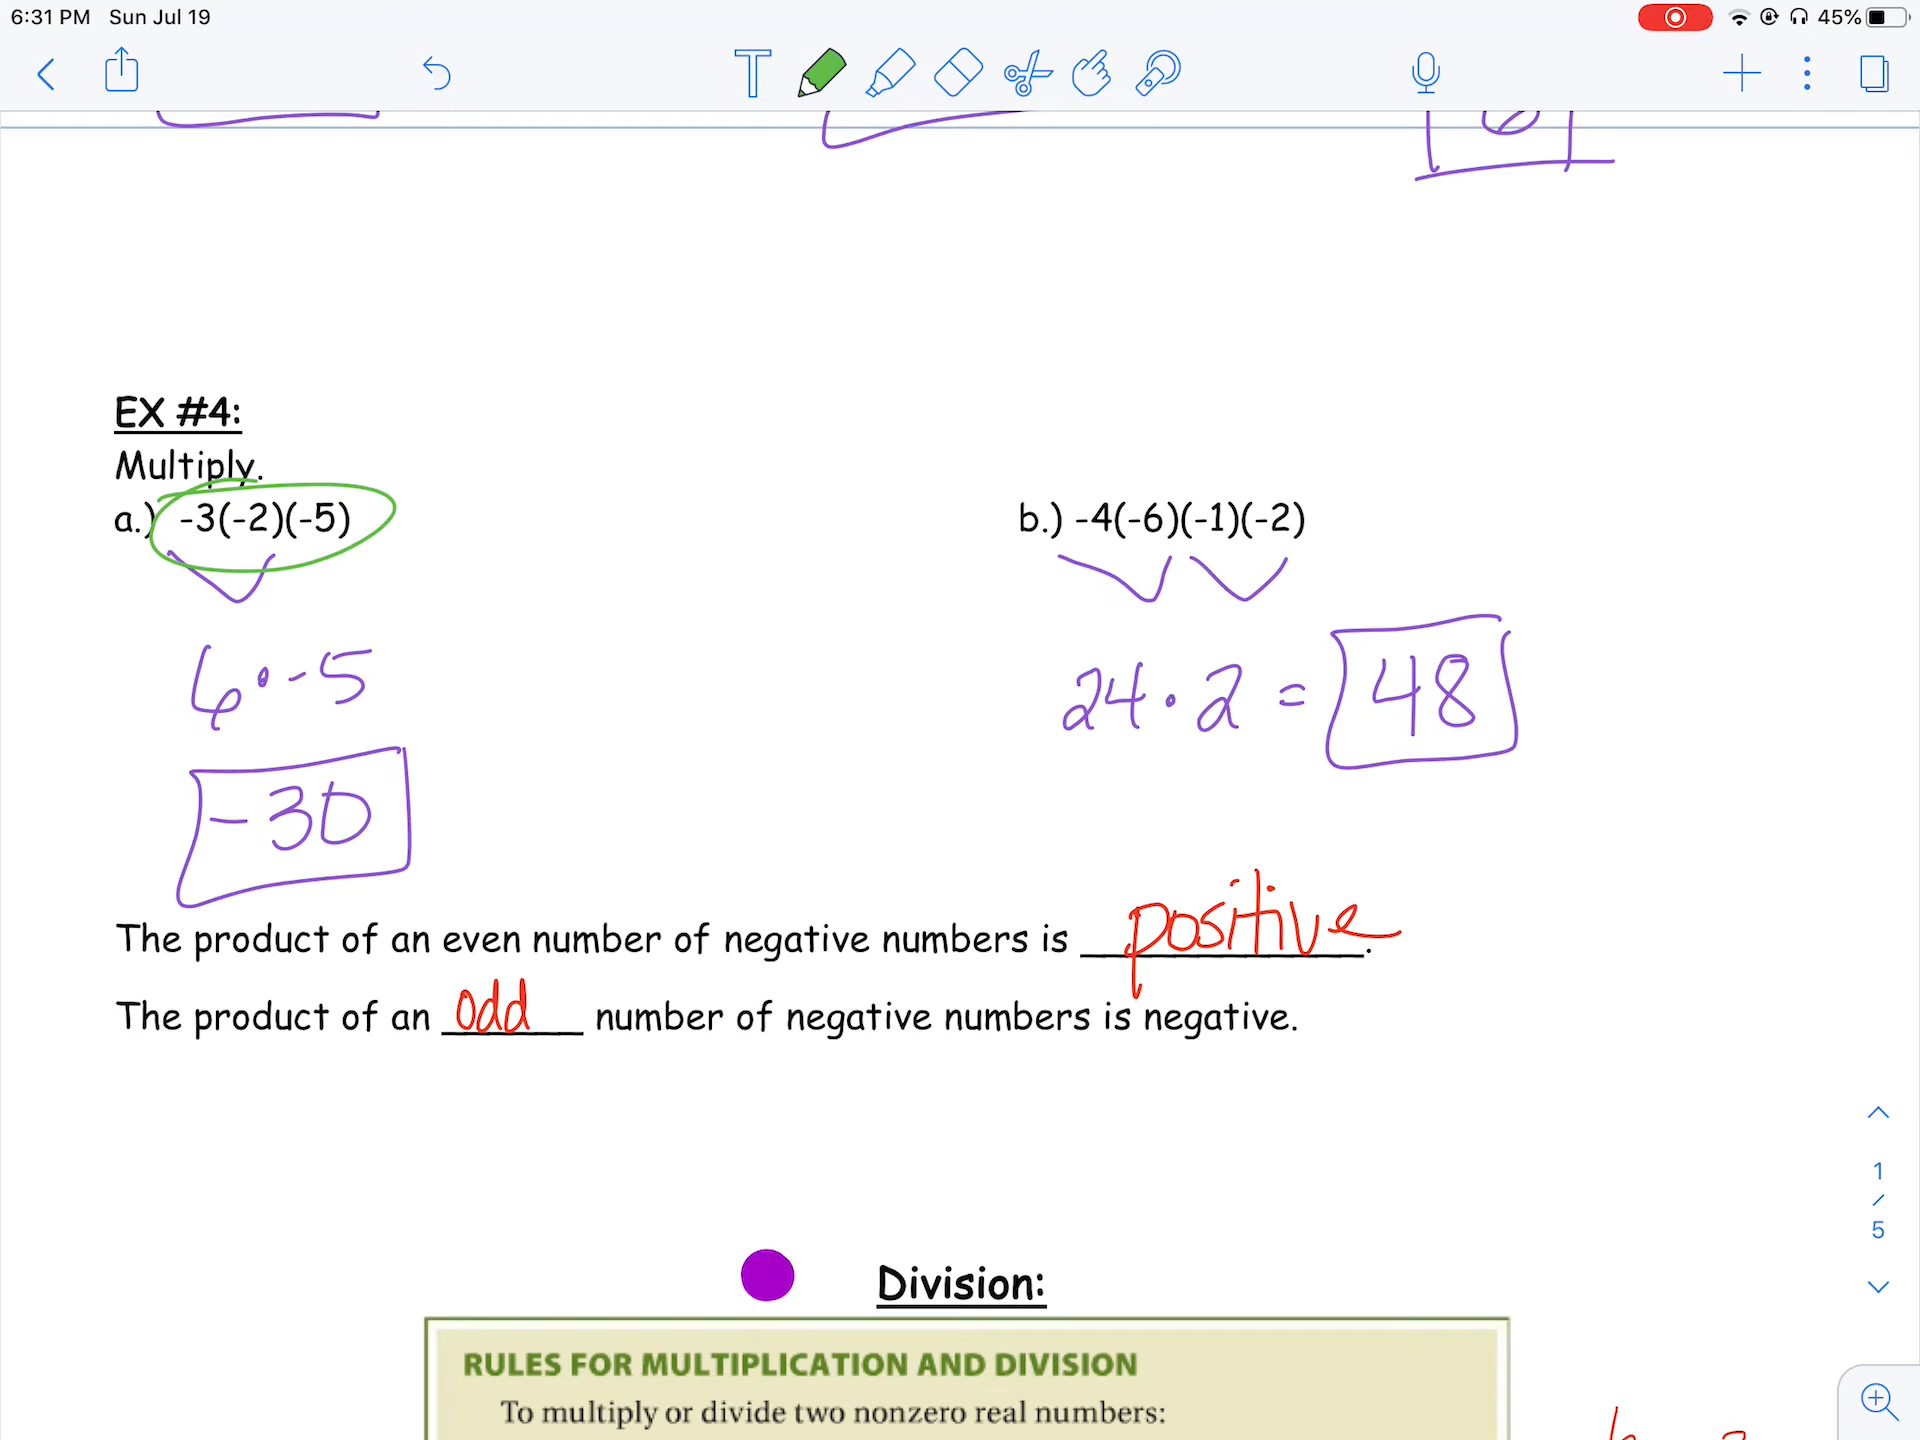 6:31 PM Sun Jul 19
45%
T
EX #4:
Multiply.
a.) -3(-2)(-5)
b.) -4(-6)(-1)(-2)
6 • -5
24 • 2 = 48
-30
The product of an even number of negative numbers is positive.
The product of an odd number of negative numbers is negative.
1
/
5
Division:
RULES FOR MULTIPLICATION AND DIVISION
To multiply or divide two nonzero real numbers: